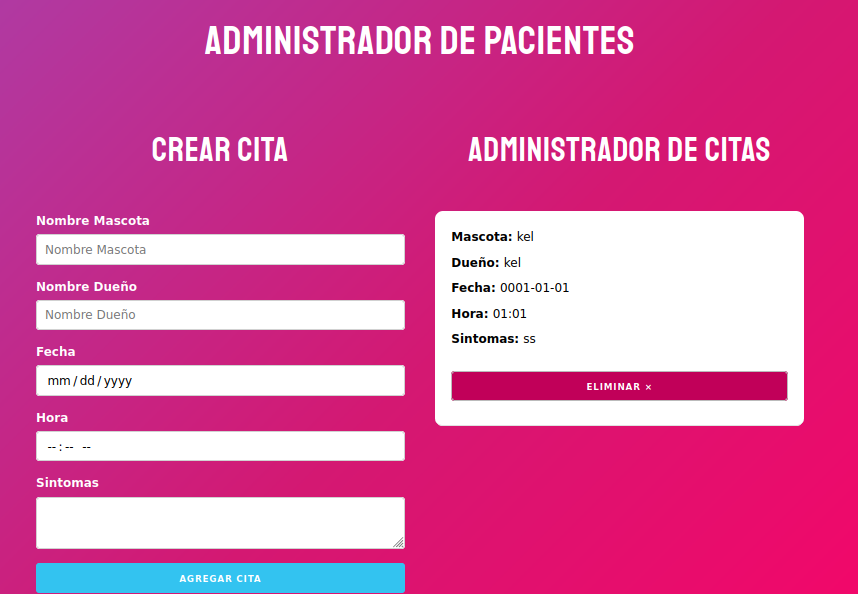 ADMINISTRADOR DE PACIENTES
CREAR CITA
Nombre Mascota
Nombre Mascota
Nombre Dueño
Nombre Dueño
Fecha
mm/dd/yyyy
Hora
--:-- --
Sintomas
AGREGAR CITA
ADMINISTRADOR DE CITAS
Mascota: kel
Dueño: kel
Fecha: 0001-01-01
Hora: 01:01
Sintomas: ss
ELIMINAR ×